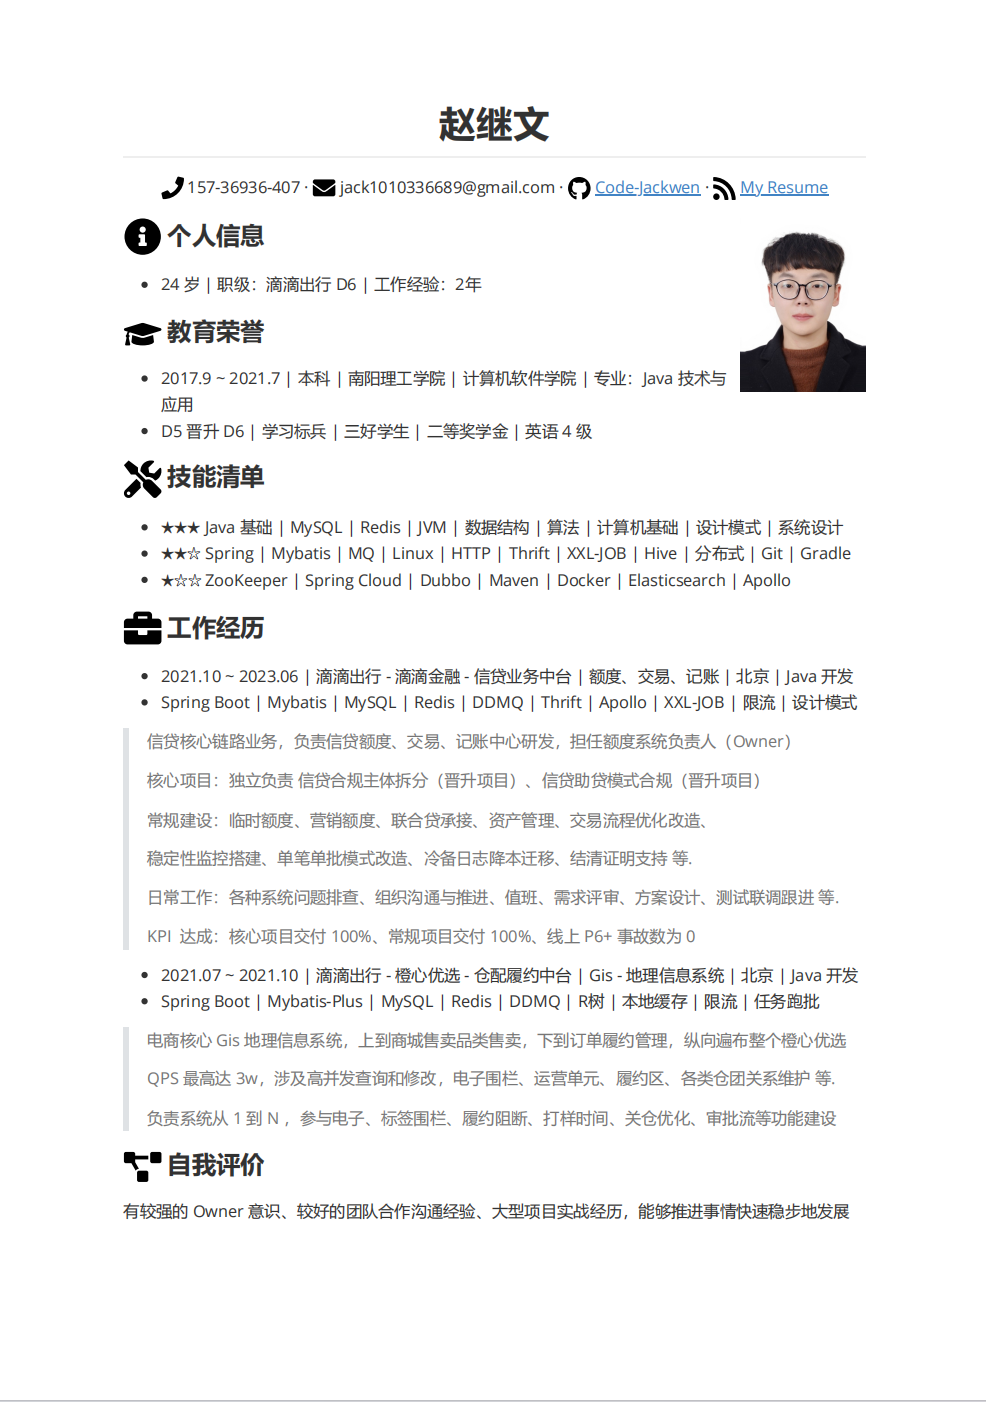 赵继文
157-36936-407 · jack1010336689@gmail.com · Code-Jackwen · My Resume
个人信息
24 岁 | 职级：滴滴出行 D6 | 工作经验：2年
教育荣誉
2017.9 ~ 2021.7 | 本科 | 南阳理工学院 | 计算机软件学院 | 专业：Java 技术与
应用
D5 晋升 D6 | 学习标兵 | 三好学生 | 二等奖学金 | 英语 4 级
技能清单
★★★ Java 基础 | MySQL | Redis | JVM | 数据结构 | 算法 | 计算机基础 | 设计模式 | 系统设计
★★☆ Spring | Mybatis | MQ | Linux | HTTP | Thrift | XXL-JOB | Hive | 分布式 | Git | Gradle
★☆☆ ZooKeeper | Spring Cloud | Dubbo | Maven | Docker | Elasticsearch | Apollo
工作经历
2021.10 ~ 2023.06 | 滴滴出行 - 滴滴金融 - 信贷业务中台 | 额度、交易、记账 | 北京 | Java 开发
Spring Boot | Mybatis | MySQL | Redis | DDMQ | Thrift | Apollo | XXL-JOB | 限流 | 设计模式
信贷核心链路业务，负责信贷额度、交易、记账中心研发，担任额度系统负责人（Owner）
核心项目：独立负责 信贷合规主体拆分（晋升项目）、信贷助贷模式合规（晋升项目）
常规建设：临时额度、营销额度、联合贷承接、资产管理、交易流程优化改造、
稳定性监控搭建、单笔单批模式改造、冷备日志降本迁移、结清证明支持 等.
日常工作：各种系统问题排查、组织沟通与推进、值班、需求评审、方案设计、测试联调跟进 等.
KPI 达成：核心项目交付 100%、常规项目交付 100%、线上 P6+ 事故数为 0
2021.07 ~ 2021.10 | 滴滴出行 - 橙心优选 - 仓配履约中台 | Gis - 地理信息系统 | 北京 | Java 开发
Spring Boot | Mybatis-Plus | MySQL | Redis | DDMQ | R树 | 本地缓存 | 限流 | 任务跑批
电商核心 Gis 地理信息系统，上到商城售卖品类售卖，下到订单履约管理，纵向遍布整个橙心优选
QPS 最高达 3w，涉及高并发查询和修改，电子围栏、运营单元、履约区、各类仓团关系维护 等.
负责系统从 1 到 N ，参与电子、标签围栏、履约阻断、打样时间、关仓优化、审批流等功能建设
自我评价
有较强的 Owner 意识、较好的团队合作沟通经验、大型项目实战经历，能够推进事情快速稳步地发展